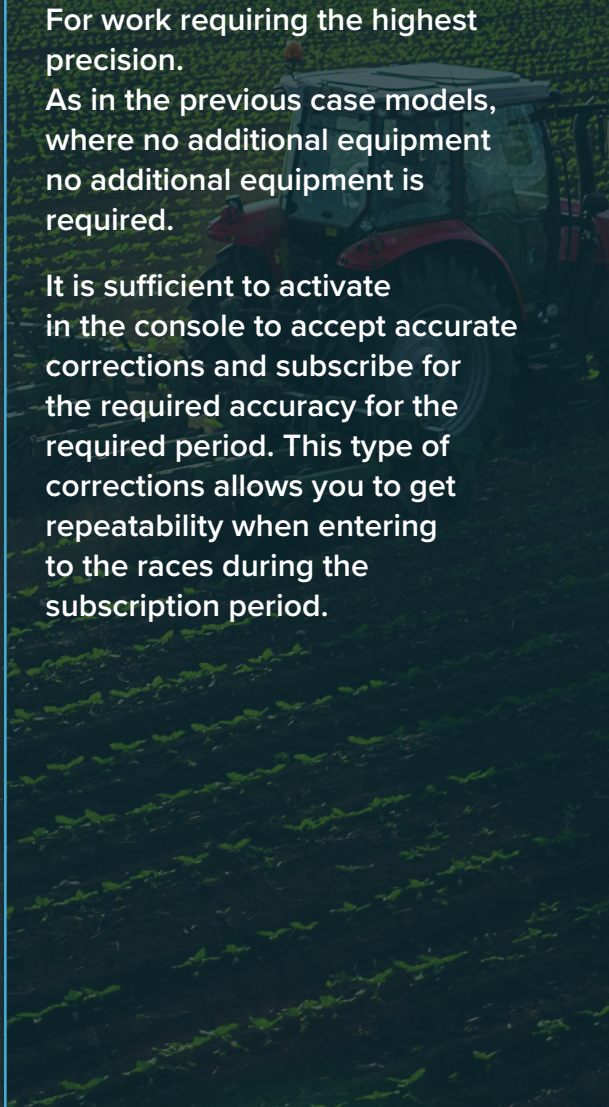 For work requiring the highest
precision.
As in the previous case models,
where no additional equipment
no additional equipment is
required.
It is sufficient to activate
in the console to accept accurate
corrections and subscribe for
the required accuracy for the
required period. This type of
corrections allows you to get
repeatability when entering
to the races during the
subscription period.